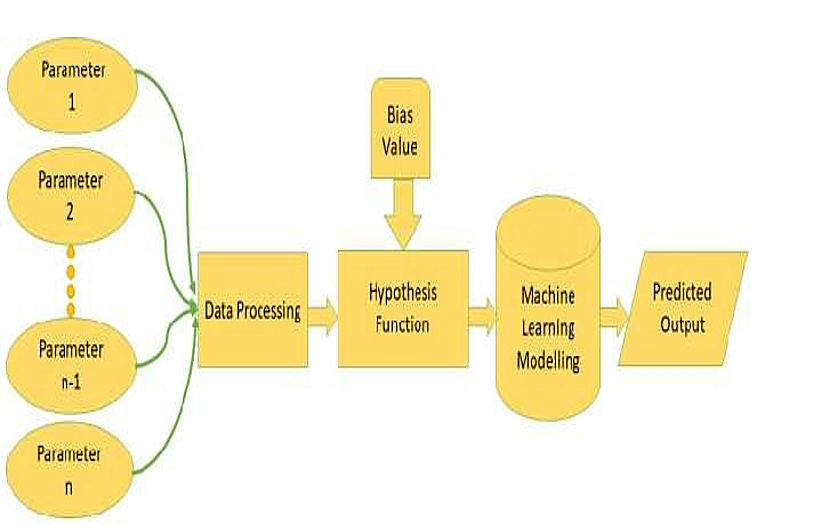 Parameter
1
Parameter
2
Parameter
n-1
Parameter
n
Data Processing
Bias
Value
Hypothesis
Function
Machine
Learning
Modelling
Predicted
Output